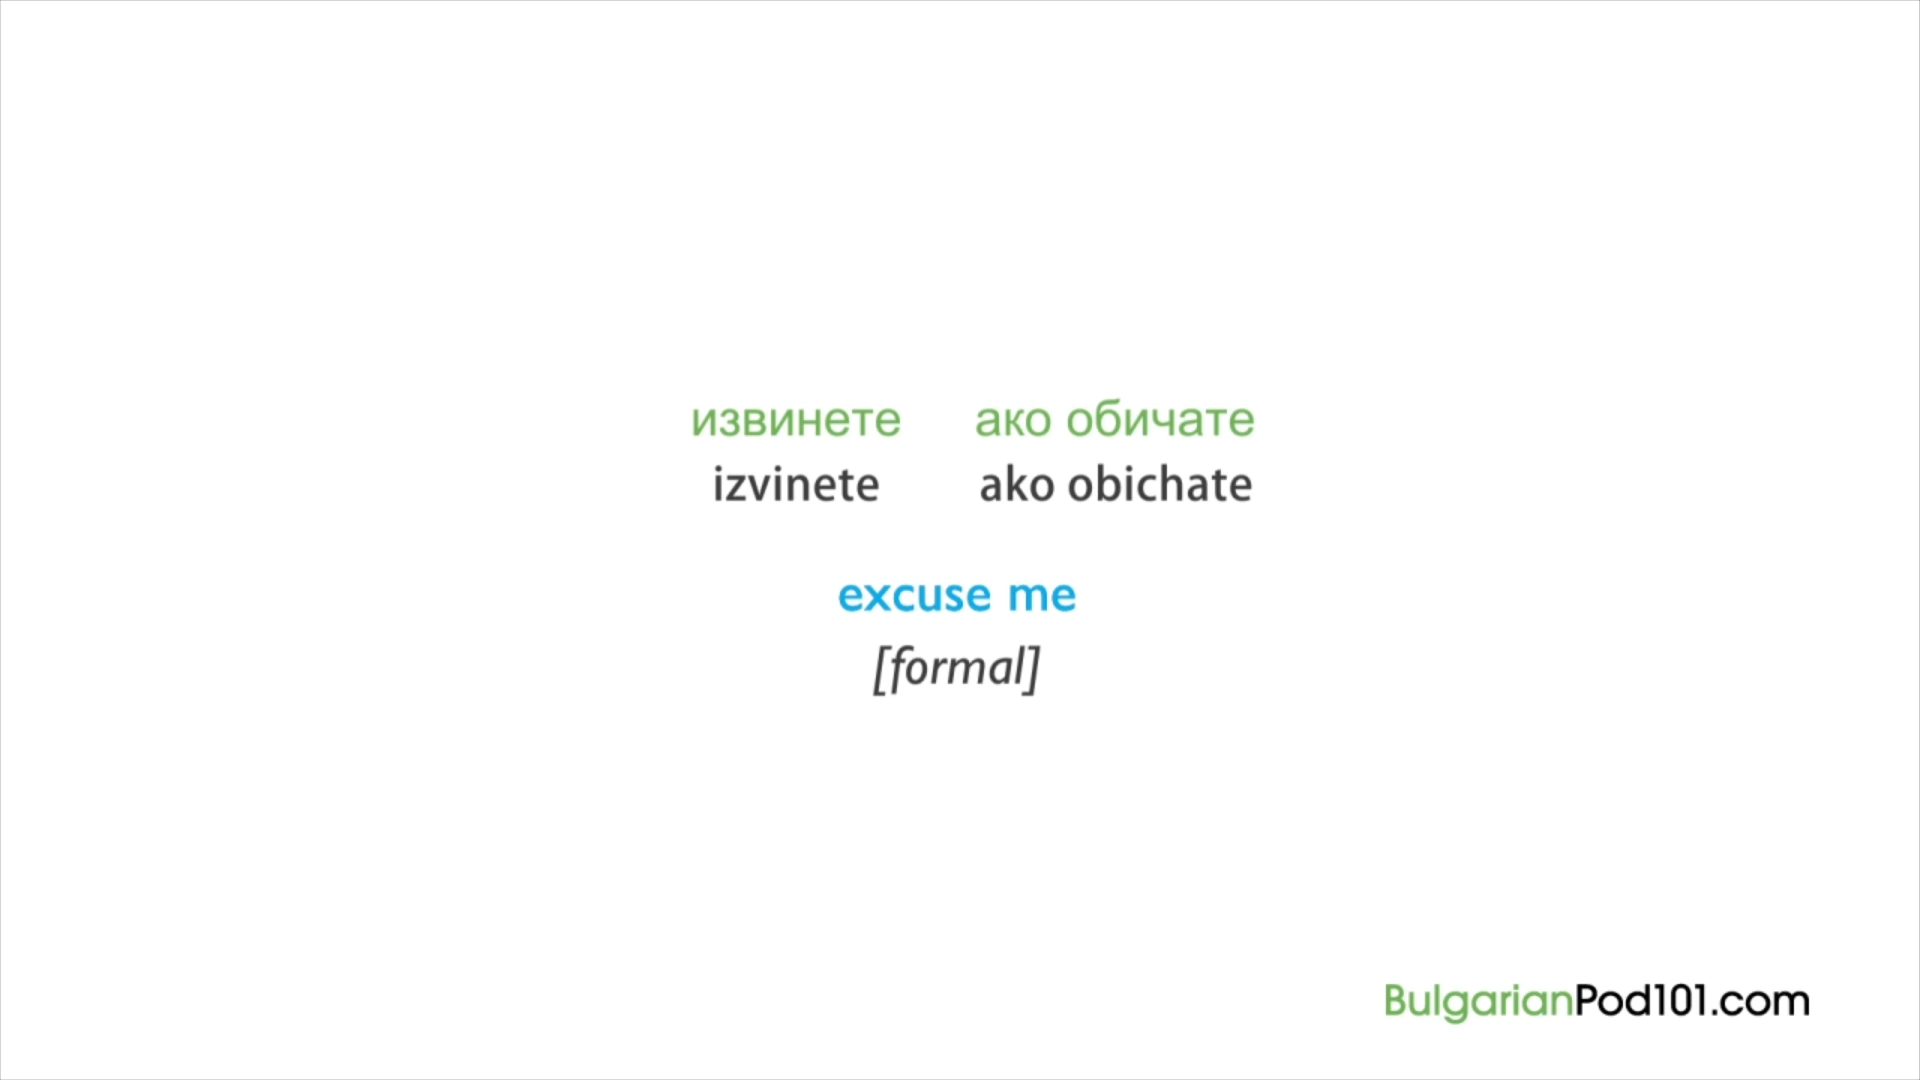 извинете ако обичате
izvinete ako obichate
excuse me
[formal]
BulgarianPod101.com